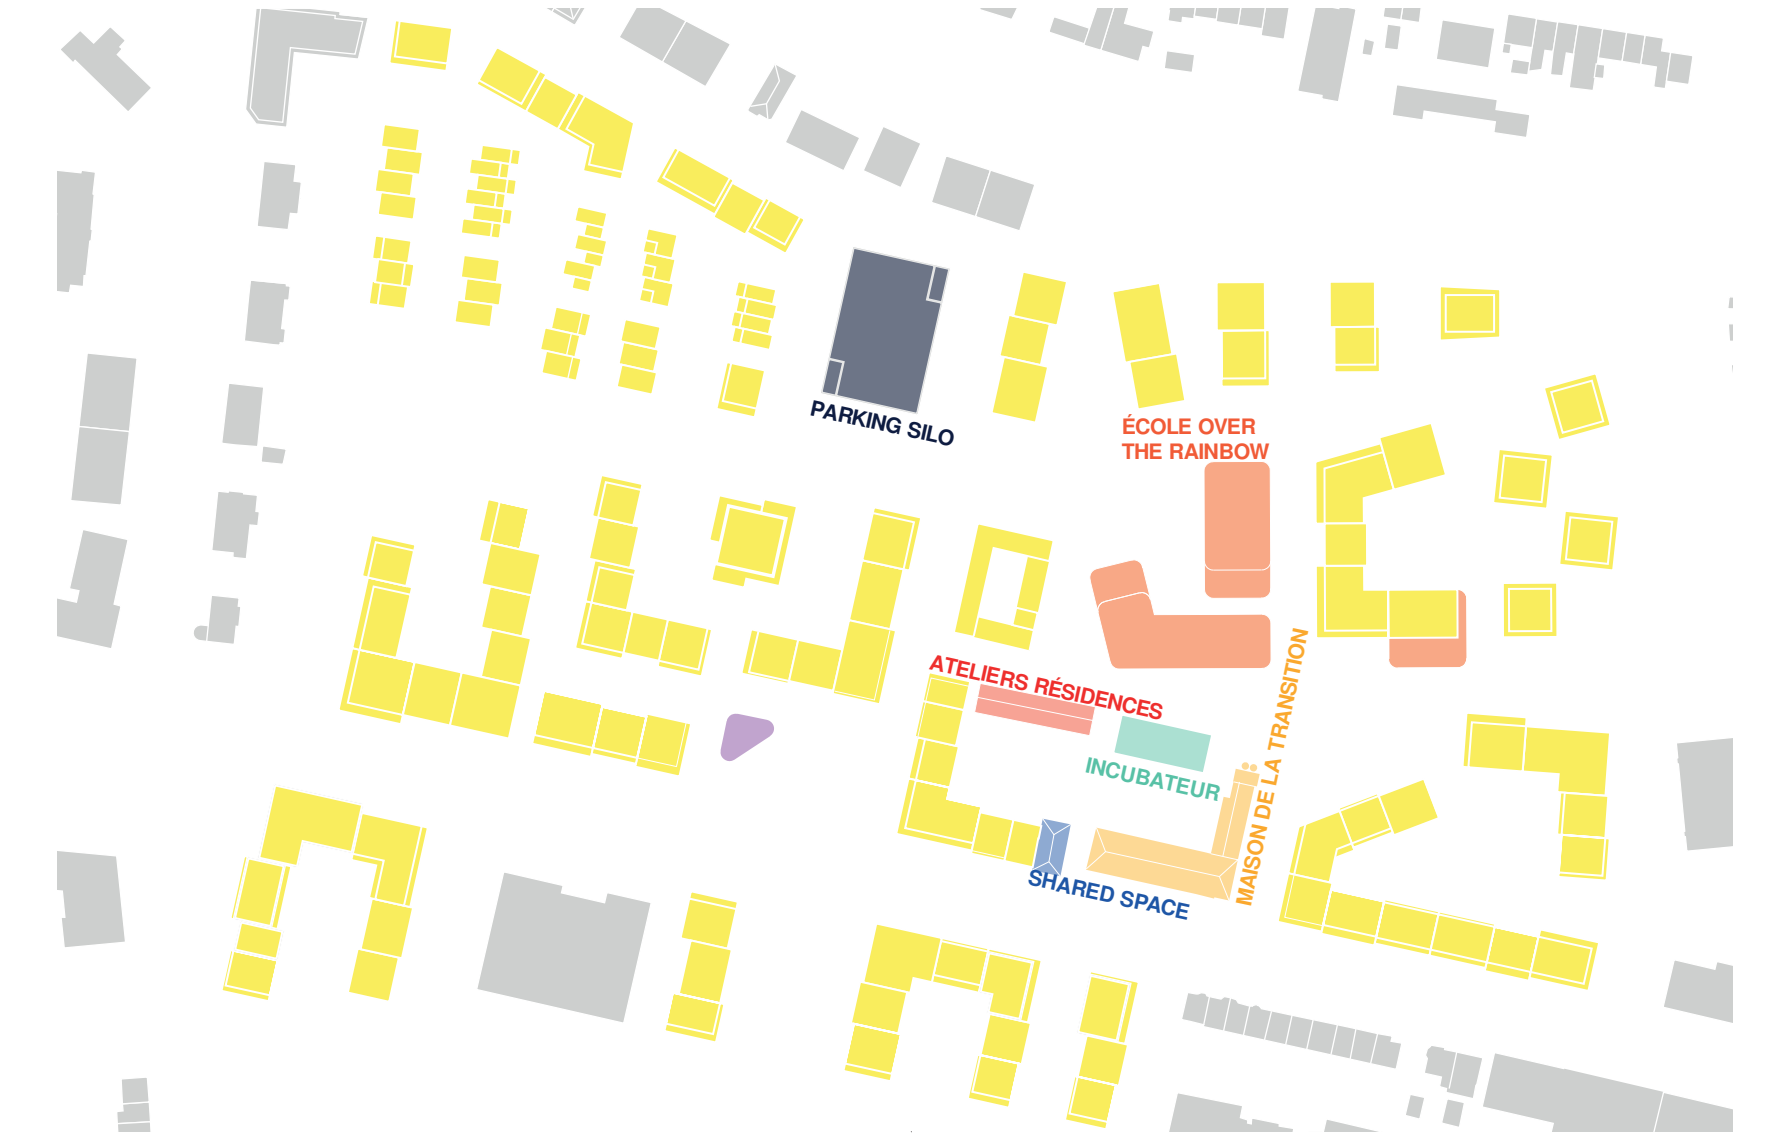 PARKING SILO
ÉCOLE OVER
THE RAINBOW
ATELIERS RÉSIDENCES
INCUBATEUR
MAISON DE LA TRANSITION
SHARED SPACE